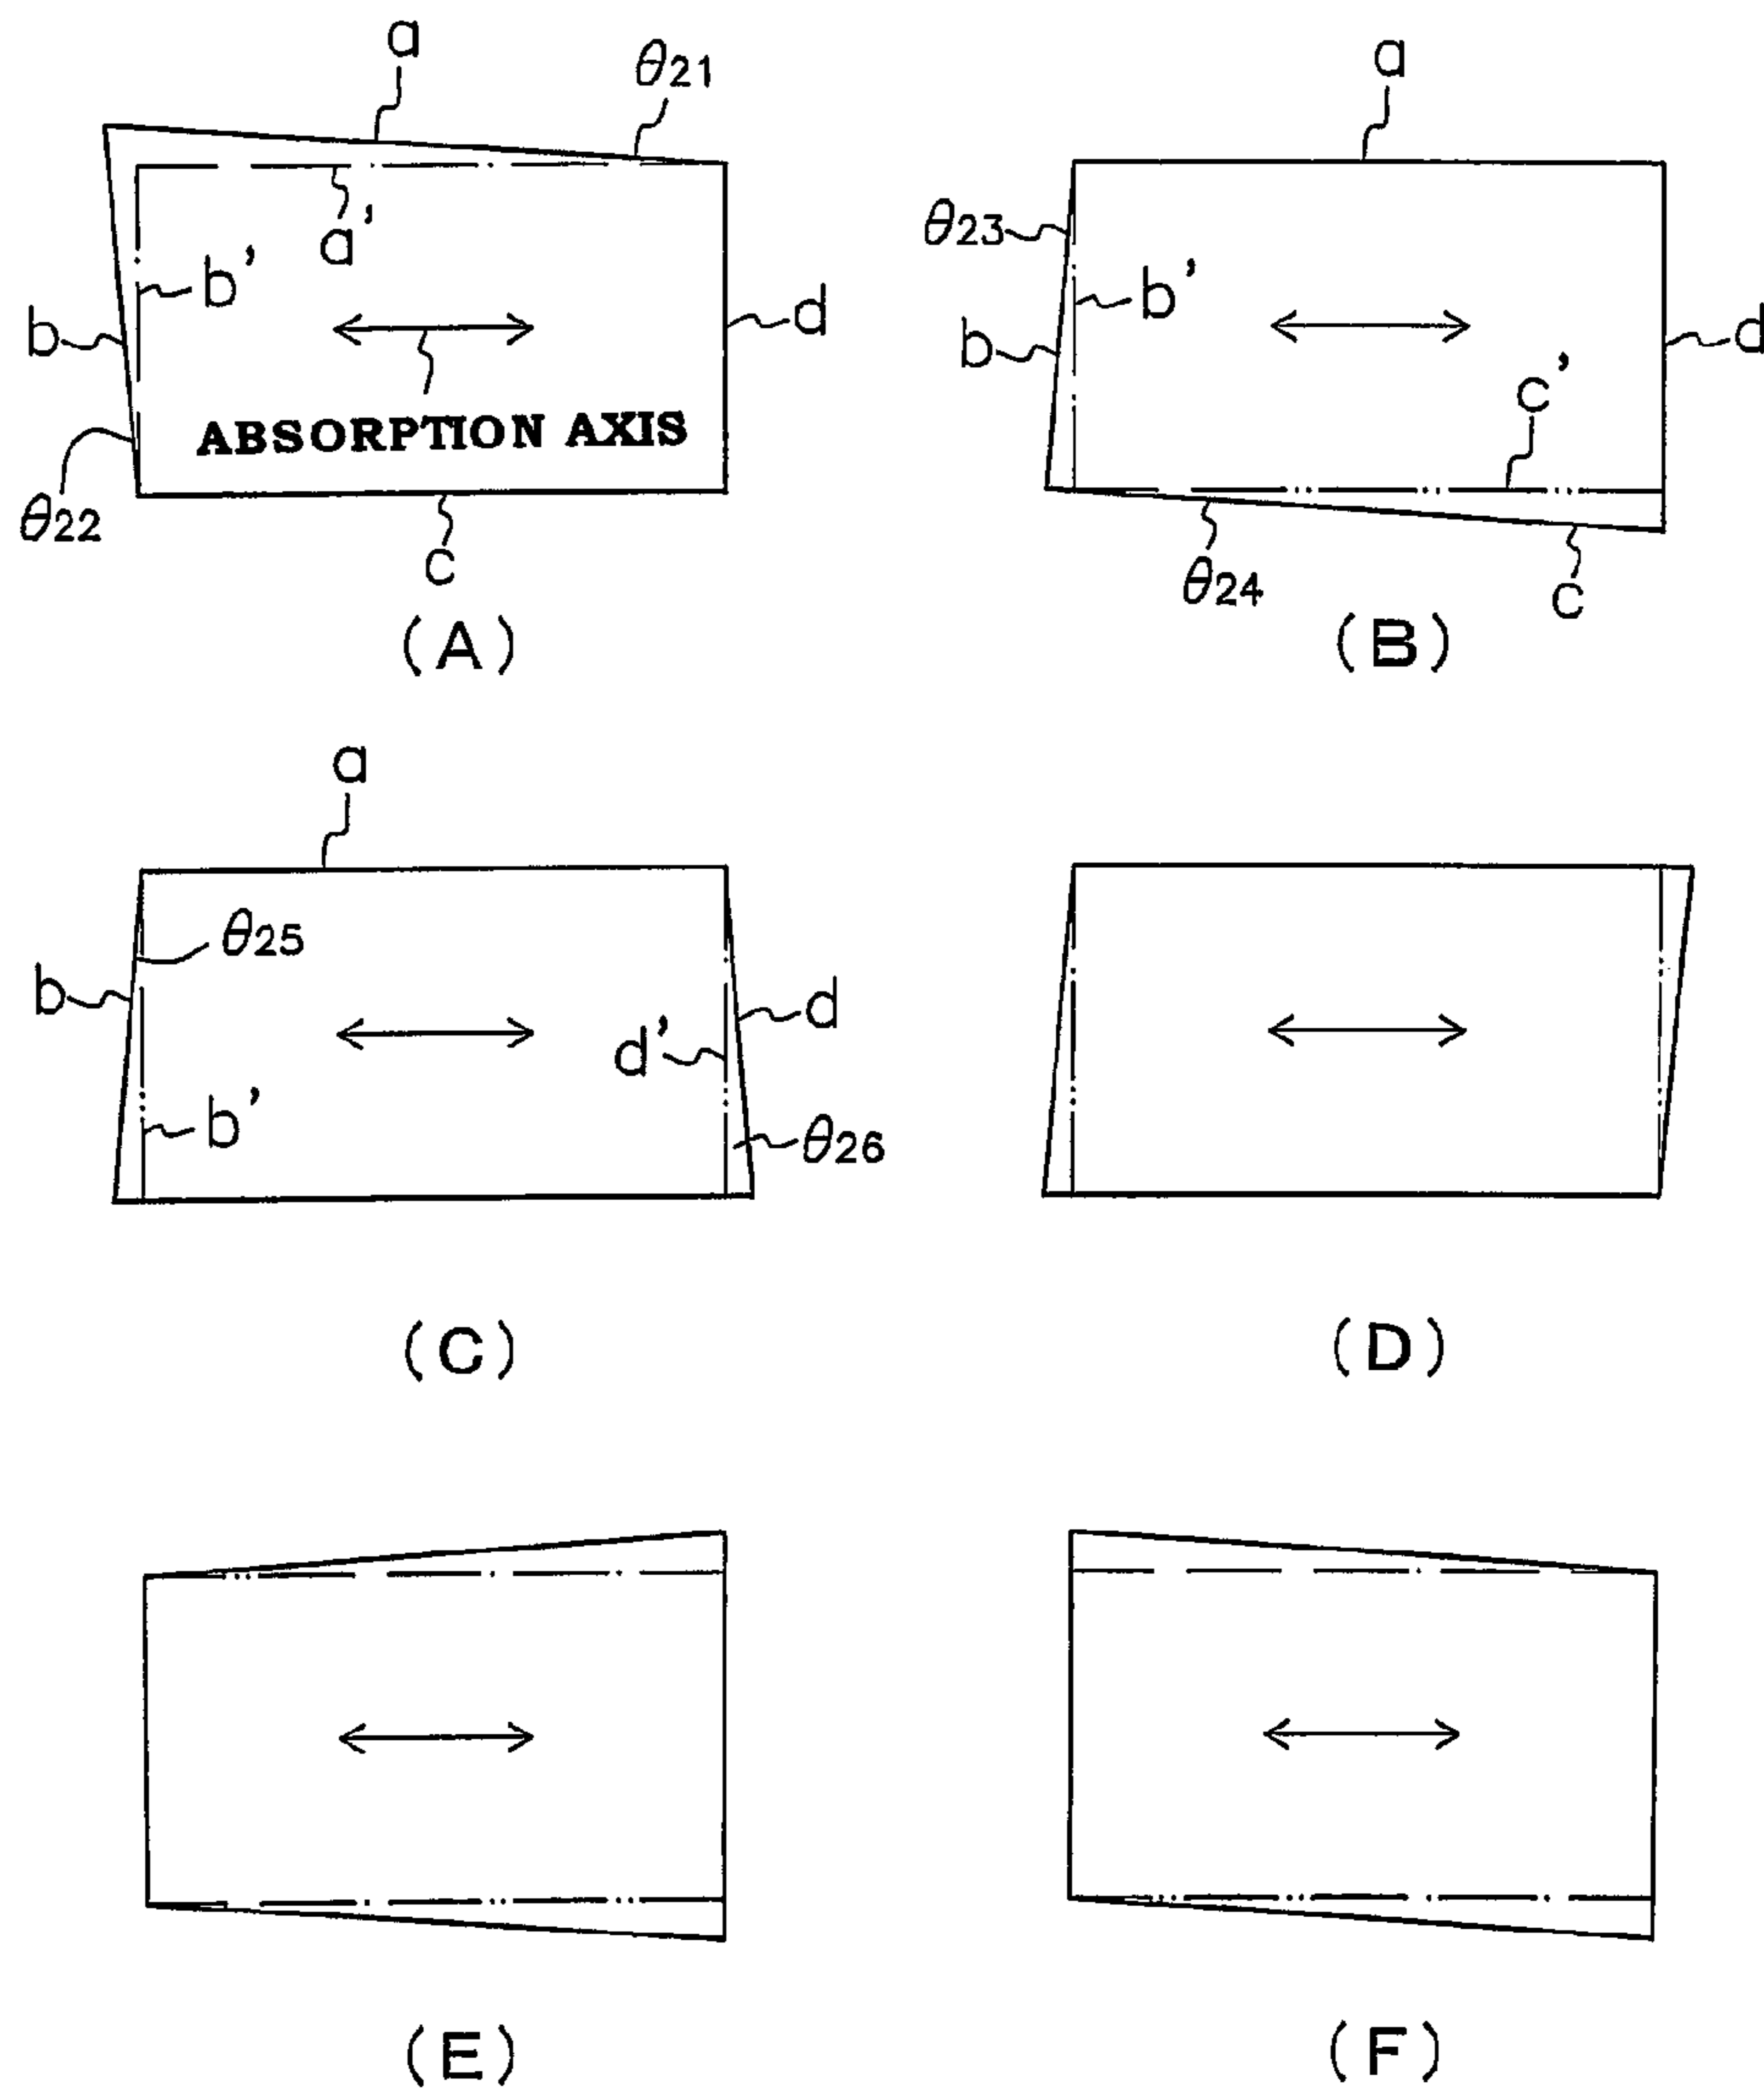 a
θ21
a'
b'
b
d
ABSORPTION AXIS
θ22
c
(A)
a
θ23
b'
b
d
c'
θ24
c
(B)
a
θ25
b
d
d'
b'
θ26
(C)
(D)
(E)
(F)